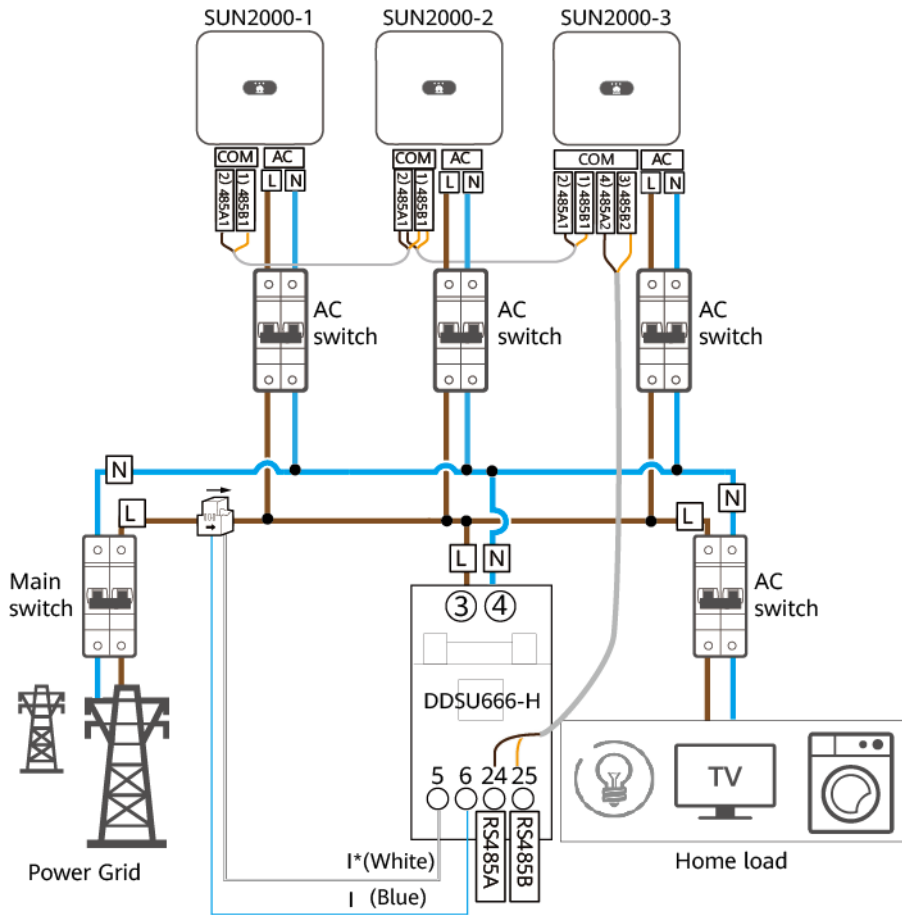 SUN2000-1
SUN2000-2
SUN2000-3
COM
AC
2) 485A1
1) 485B1
L
N
COM
AC
2) 485A1
1) 485B1
L
N
COM
AC
2) 485A1
1) 485B1
4) 485A2
3) 485B2
L
N
AC
switch
AC
switch
AC
switch
N
L
L
N
Main
switch
L
N
AC
switch
3
4
DDSU666-H
TV
5
6
24
25
RS485A
RS485B
I*(White)
I (Blue)
Power Grid
Home load